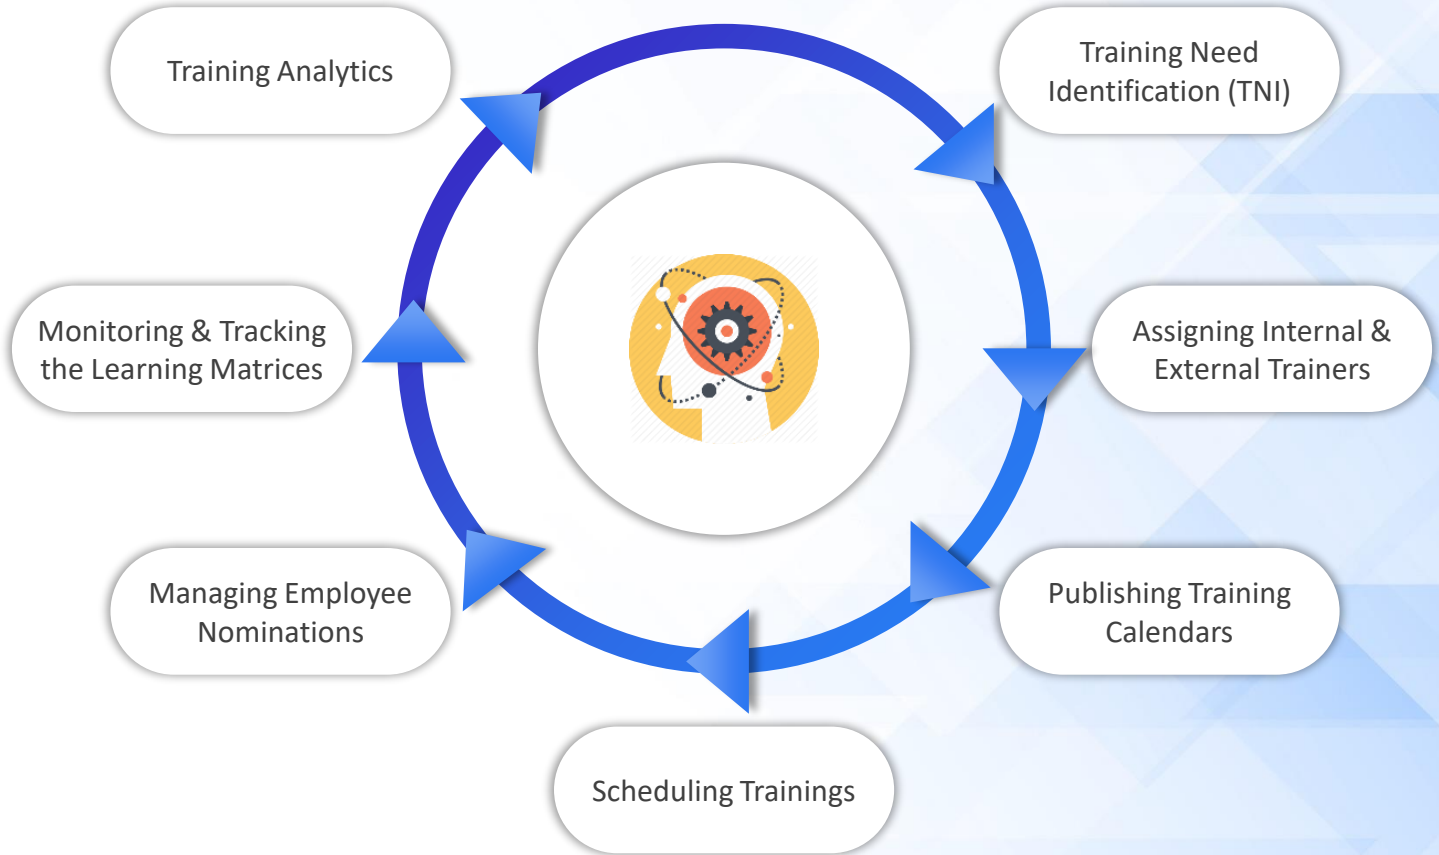 Training Analytics
Training Need
Identification (TNI)
Monitoring & Tracking
the Learning Matrices
Assigning Internal &
External Trainers
Managing Employee
Nominations
Publishing Training
Calendars
Scheduling Trainings